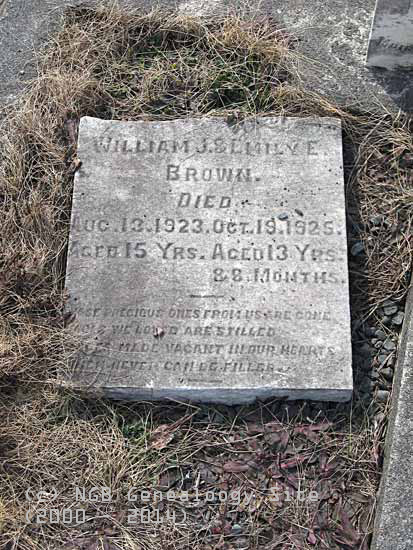 WILLIAM J. & EMILY E
BROWN.
DIED
AUG. 13. 1923. OCT. 19. 1925.
AGED 15 YRS. AGED 13 YRS.
& 8 MONTHS.
PRECIOUS ONES FROM US ARE GONE
WE LOVED ARE STILLED
MADE VACANT IN OUR HEARTS
NEVER CAN BE FILLED
(c) NGB Genealogy Site
(2000 - 2014)